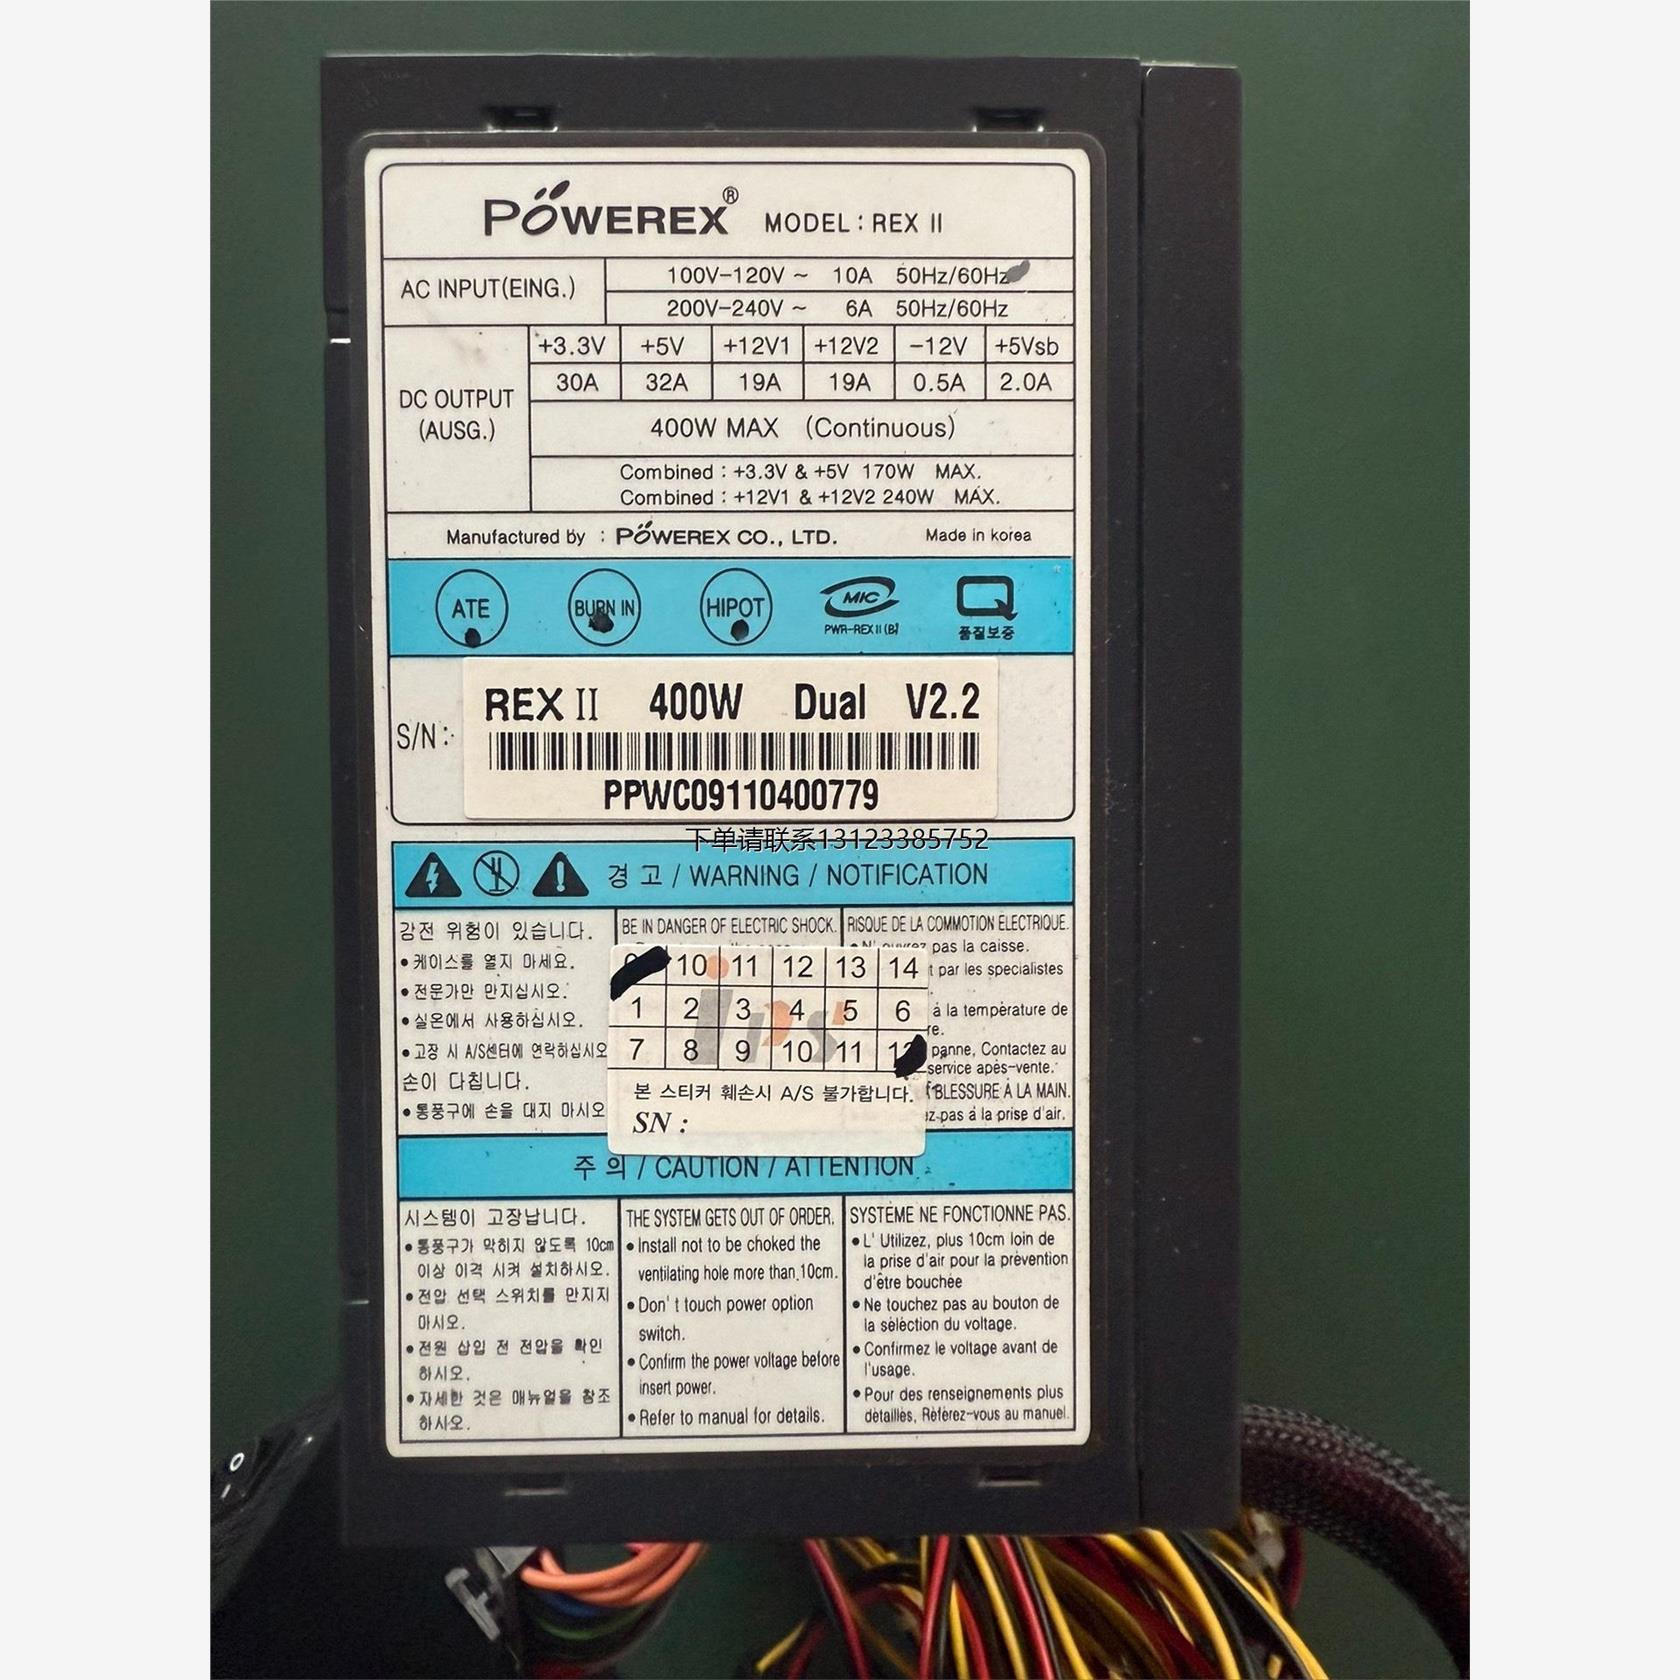 POWEREX® MODEL : REX II
AC INPUT(EING.)
100V-120V ~ 10A 50Hz/60Hz
200V-240V ~ 6A 50Hz/60Hz
DC OUTPUT
(AUSG.)
+3.3V +5V +12V1 +12V2 -12V +5Vsb
30A 32A 19A 19A 0.5A 2.0A
400W MAX (Continuous)
Combined : +3.3V & +5V 170W MAX.
Combined : +12V1 & +12V2 240W MAX.
Manufactured by : POWEREX CO., LTD. Made in korea
ATE BURN IN HIPOT MIC Q
PWR-REX II (B) 품질보증
S/N :
REX II 400W Dual V2.2
PPWC09110400779
下单请联系13123385752
경 고 / WARNING / NOTIFICATION
감전 위험이 있습니다.
• 케이스를 열지 마세요.
• 전문가만 만지십시오.
• 실온에서 사용하십시오.
• 고장 시 A/S센터에 연락하십시오
손이 다칩니다.
• 통풍구에 손을 대지 마시오
BE IN DANGER OF ELECTRIC SHOCK.
RISQUE DE LA COMMOTION ELECTRIQUE.
pas la caisse.
par les specialistes
á la température de
panne, Contactez au
service apés-vente.
BLESSURE À LA MAIN.
pas á la prise d'air.
10 11 12 13 14
1 2 3 4 5 6
7 8 9 10 11
본 스티커 훼손시 A/S 불가합니다.
SN :
주 의 / CAUTION / ATTENTION
시스템이 고장납니다.
• 통풍구가 막히지 않도록 10cm
이상 이격 시켜 설치하시오.
• 전압 선택 스위치를 만지지
마시오.
• 전원 삽입 전 전압을 확인
하시오.
• 자세한 것은 매뉴얼을 참조
하시오.
THE SYSTEM GETS OUT OF ORDER.
• Install not to be choked the
ventilating hole more than 10cm.
• Don' t touch power option
switch.
• Confirm the power voltage before
insert power.
• Refer to manual for details.
SYSTEME NE FONCTIONNE PAS.
• L' Utilizez, plus 10cm loin de
la prise d'air pour la prévention
d'être bouchée
• Ne touchez pas au bouton de
la séléction du voltage.
• Confirmez le voltage avant de
l'usage.
• Pour des renseignements plus
détaillés, Référez-vous au manuel.